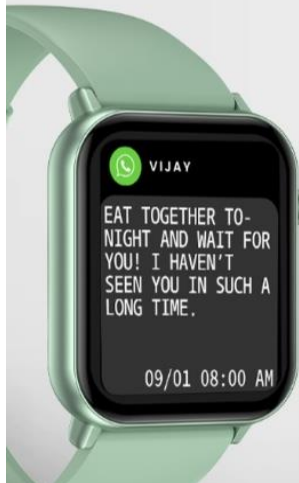 VIJAY
EAT TOGETHER TO-
NIGHT AND WAIT FOR
YOU! I HAVEN'T
SEEN YOU IN SUCH A
LONG TIME.
09/01 08:00 AM